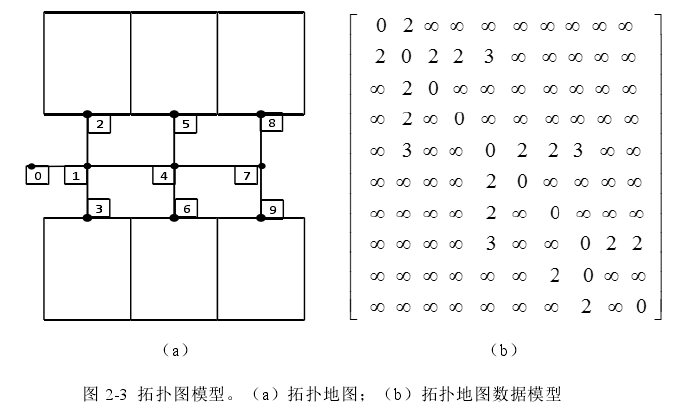 2
5
8
0
1
4
7
3
6
9
0 2 ∞ ∞ ∞ ∞ ∞ ∞ ∞ ∞
2 0 2 2 3 ∞ ∞ ∞ ∞ ∞
∞ 2 0 ∞ ∞ ∞ ∞ ∞ ∞ ∞
∞ 2 ∞ 0 ∞ ∞ ∞ ∞ ∞ ∞
∞ 3 ∞ ∞ 0 2 2 3 ∞ ∞
∞ ∞ ∞ ∞ 2 0 ∞ ∞ ∞ ∞
∞ ∞ ∞ ∞ 2 ∞ 0 ∞ ∞ ∞
∞ ∞ ∞ ∞ 3 ∞ ∞ 0 2 2
∞ ∞ ∞ ∞ ∞ ∞ 2 0 ∞ ∞
∞ ∞ ∞ ∞ ∞ ∞ ∞ 2 ∞ 0
（a）
（b）
图 2-3 拓扑图模型。（a）拓扑地图；（b）拓扑地图数据模型